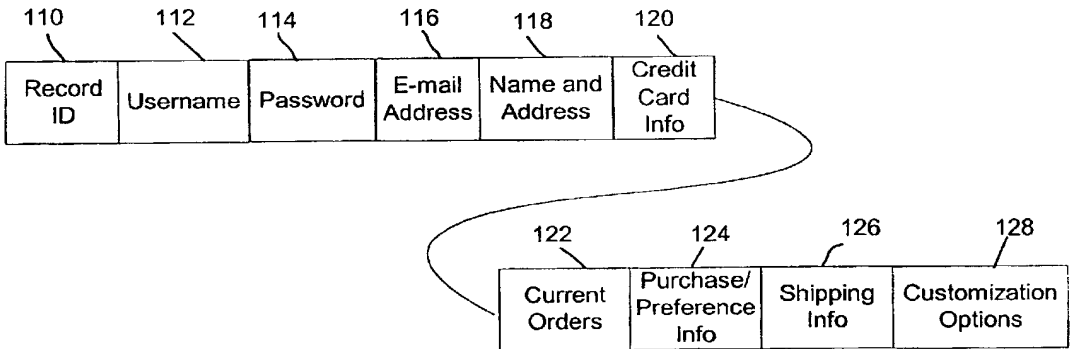 110 112 114 116 118 120
Record ID
Username
Password
E-mail Address
Name and Address
Credit Card Info
122 124 126 128
Current Orders
Purchase/ Preference Info
Shipping Info
Customization Options